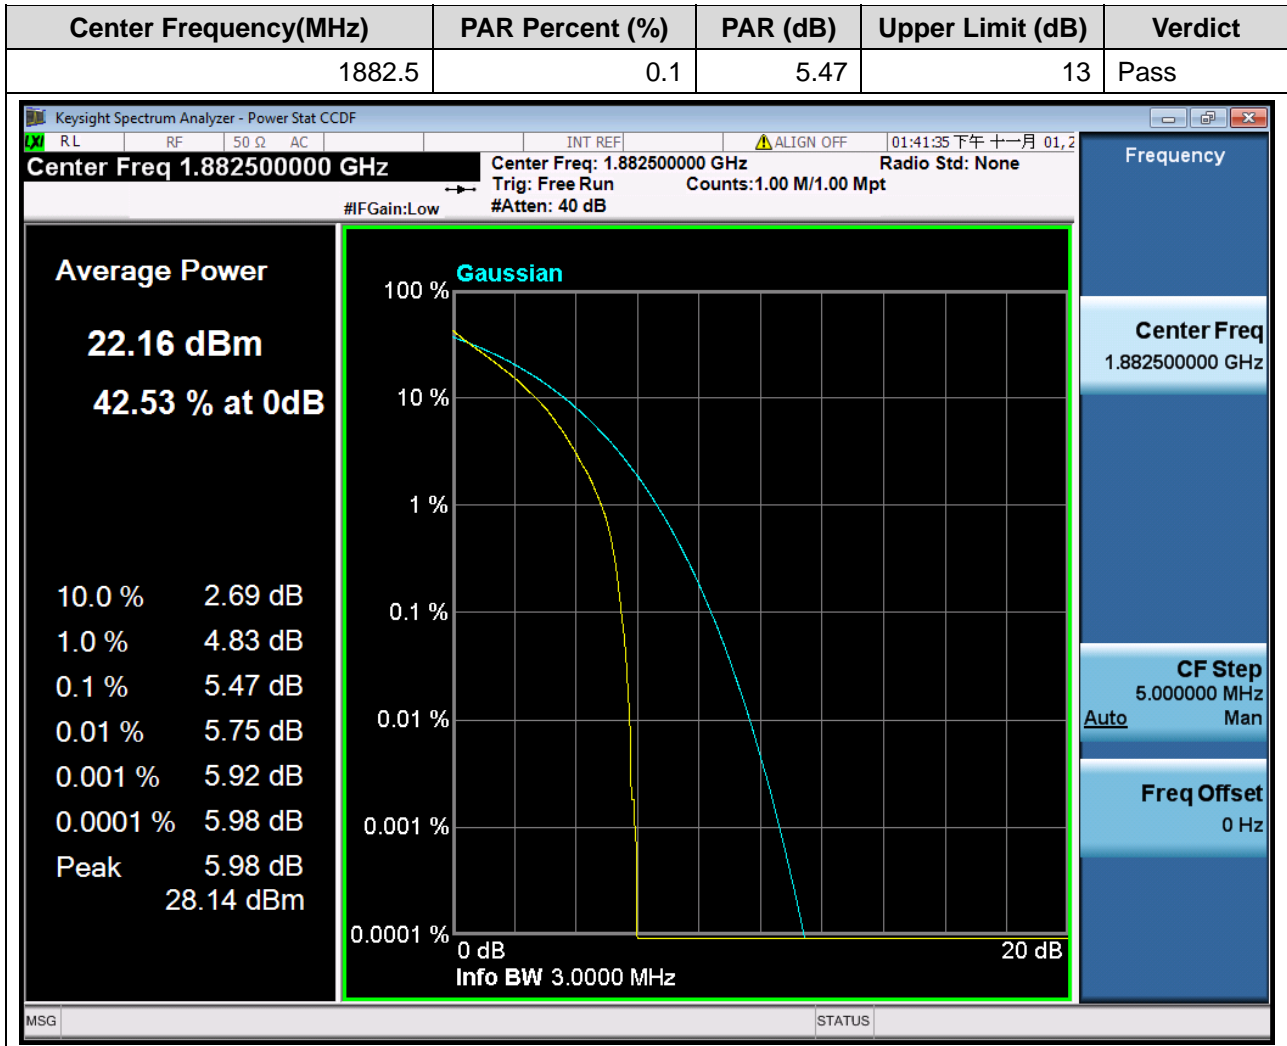 Center Frequency(MHz) PAR Percent (%) PAR (dB) Upper Limit (dB) Verdict
1882.5 0.1 5.47 13 Pass
Keysight Spectrum Analyzer - Power Stat CCDF
LXI RL RF 50 Ω AC INT REF ALIGN OFF 01:41:35 下午 十一月 01, 2
Center Freq 1.882500000 GHz
#IFGain:Low
Center Freq: 1.882500000 GHz Radio Std: None
Trig: Free Run Counts:1.00 M/1.00 Mpt
#Atten: 40 dB
Average Power
22.16 dBm
42.53 % at 0dB
10.0 % 2.69 dB
1.0 % 4.83 dB
0.1 % 5.47 dB
0.01 % 5.75 dB
0.001 % 5.92 dB
0.0001 % 5.98 dB
Peak 5.98 dB
28.14 dBm
Gaussian
100 %
10 %
1 %
0.1 %
0.01 %
0.001 %
0.0001 %
0 dB 20 dB
Info BW 3.0000 MHz
Frequency
Center Freq
1.882500000 GHz
CF Step
5.000000 MHz
Auto Man
Freq Offset
0 Hz
MSG STATUS